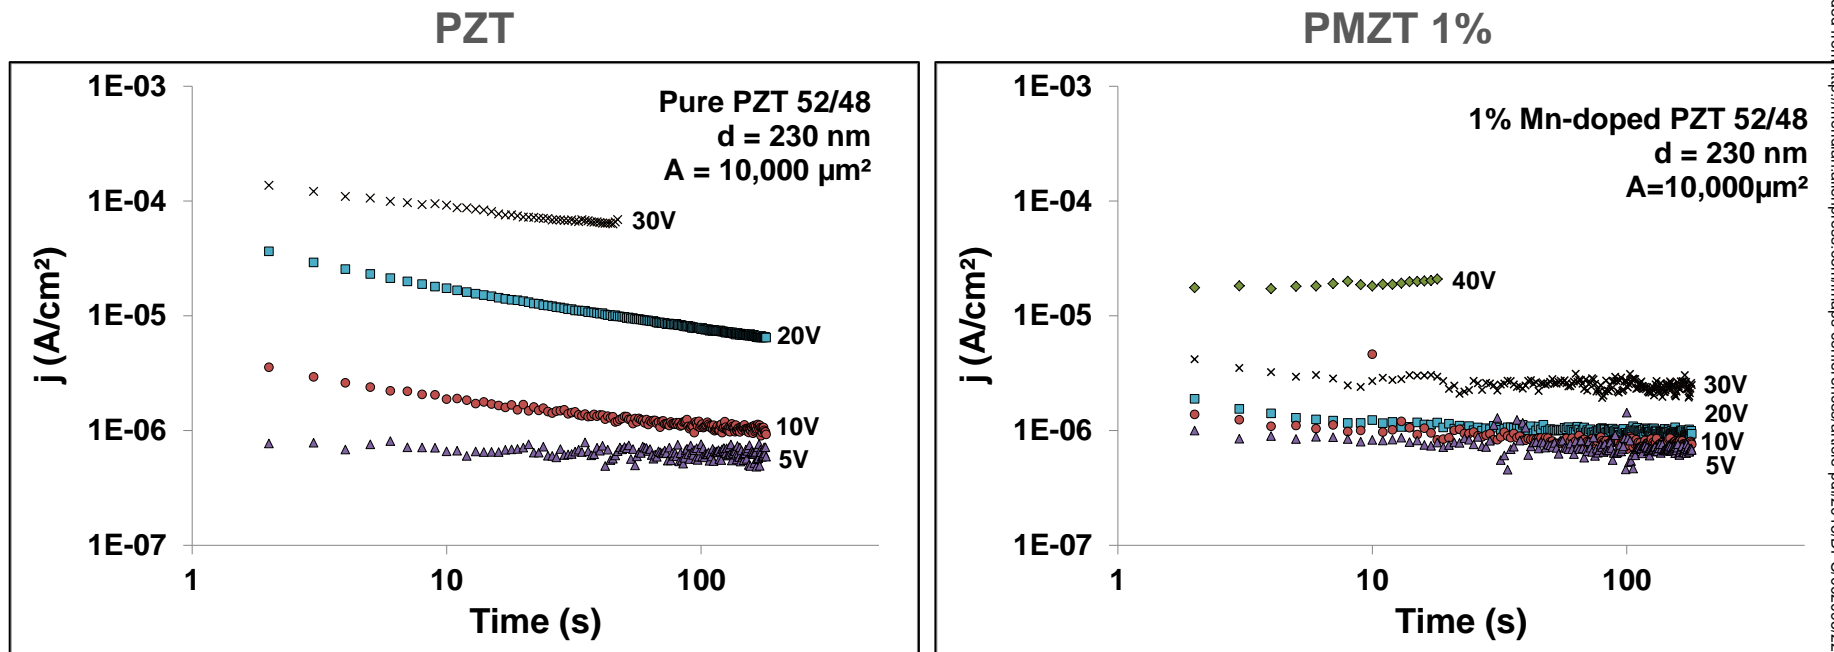 PZT
PMZT 1%
1E-03
1E-04
1E-05
1E-06
1E-07
j (A/cm²)
Pure PZT 52/48
d = 230 nm
A = 10,000 µm²
30V
20V
10V
5V
1
10
100
Time (s)
1E-03
1E-04
1E-05
1E-06
1E-07
j (A/cm²)
1% Mn-doped PZT 52/48
d = 230 nm
A=10,000µm²
40V
30V
20V
10V
5V
1
10
100
Time (s)